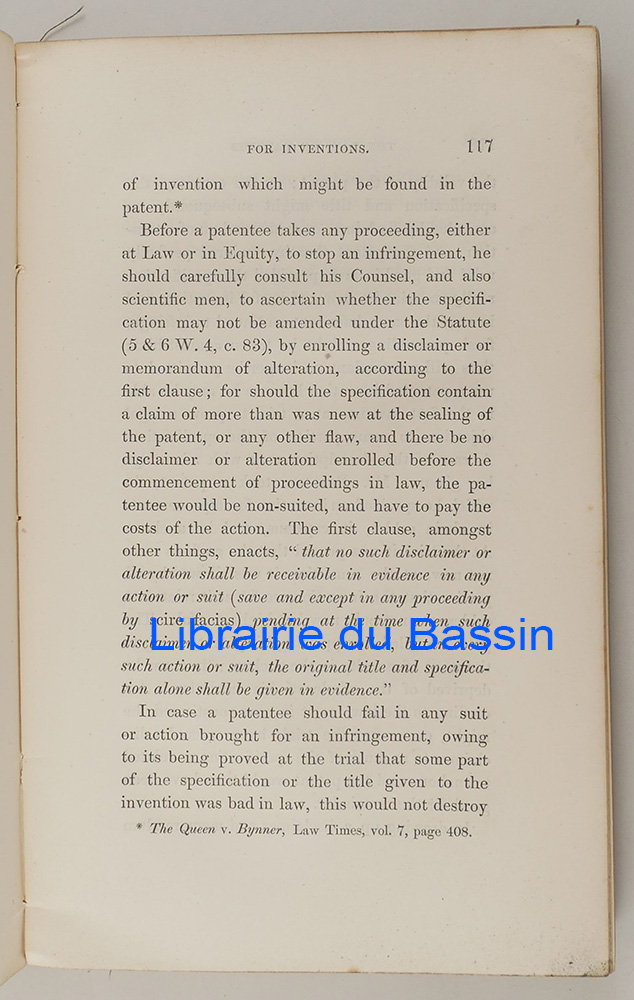 FOR INVENTIONS. 117
of invention which might be found in the
patent.*
Before a patentee takes any proceeding, either
at Law or in Equity, to stop an infringement, he
should carefully consult his Counsel, and also
scientific men, to ascertain whether the specifi-
cation may not be amended under the Statute
(5 & 6 W. 4, c. 83), by enrolling a disclaimer or
memorandum of alteration, according to the
first clause; for should the specification contain
a claim of more than was new at the sealing of
the patent, or any other flaw, and there be no
disclaimer or alteration enrolled before the
commencement of proceedings in law, the pa-
tentee would be non-suited, and have to pay the
costs of the action. The first clause, amongst
other things, enacts, “ that no such disclaimer or
alteration shall be receivable in evidence in any
action or suit (save and except in any proceeding
by scire facias) pending at the time when such
Librairie du Bassin
disclaimer or alteration was enrolled, but in every
such action or suit, the original title and specifica-
tion alone shall be given in evidence.”
In case a patentee should fail in any suit
or action brought for an infringement, owing
to its being proved at the trial that some part
of the specification or the title given to the
invention was bad in law, this would not destroy
* The Queen v. Bynner, Law Times, vol. 7, page 408.